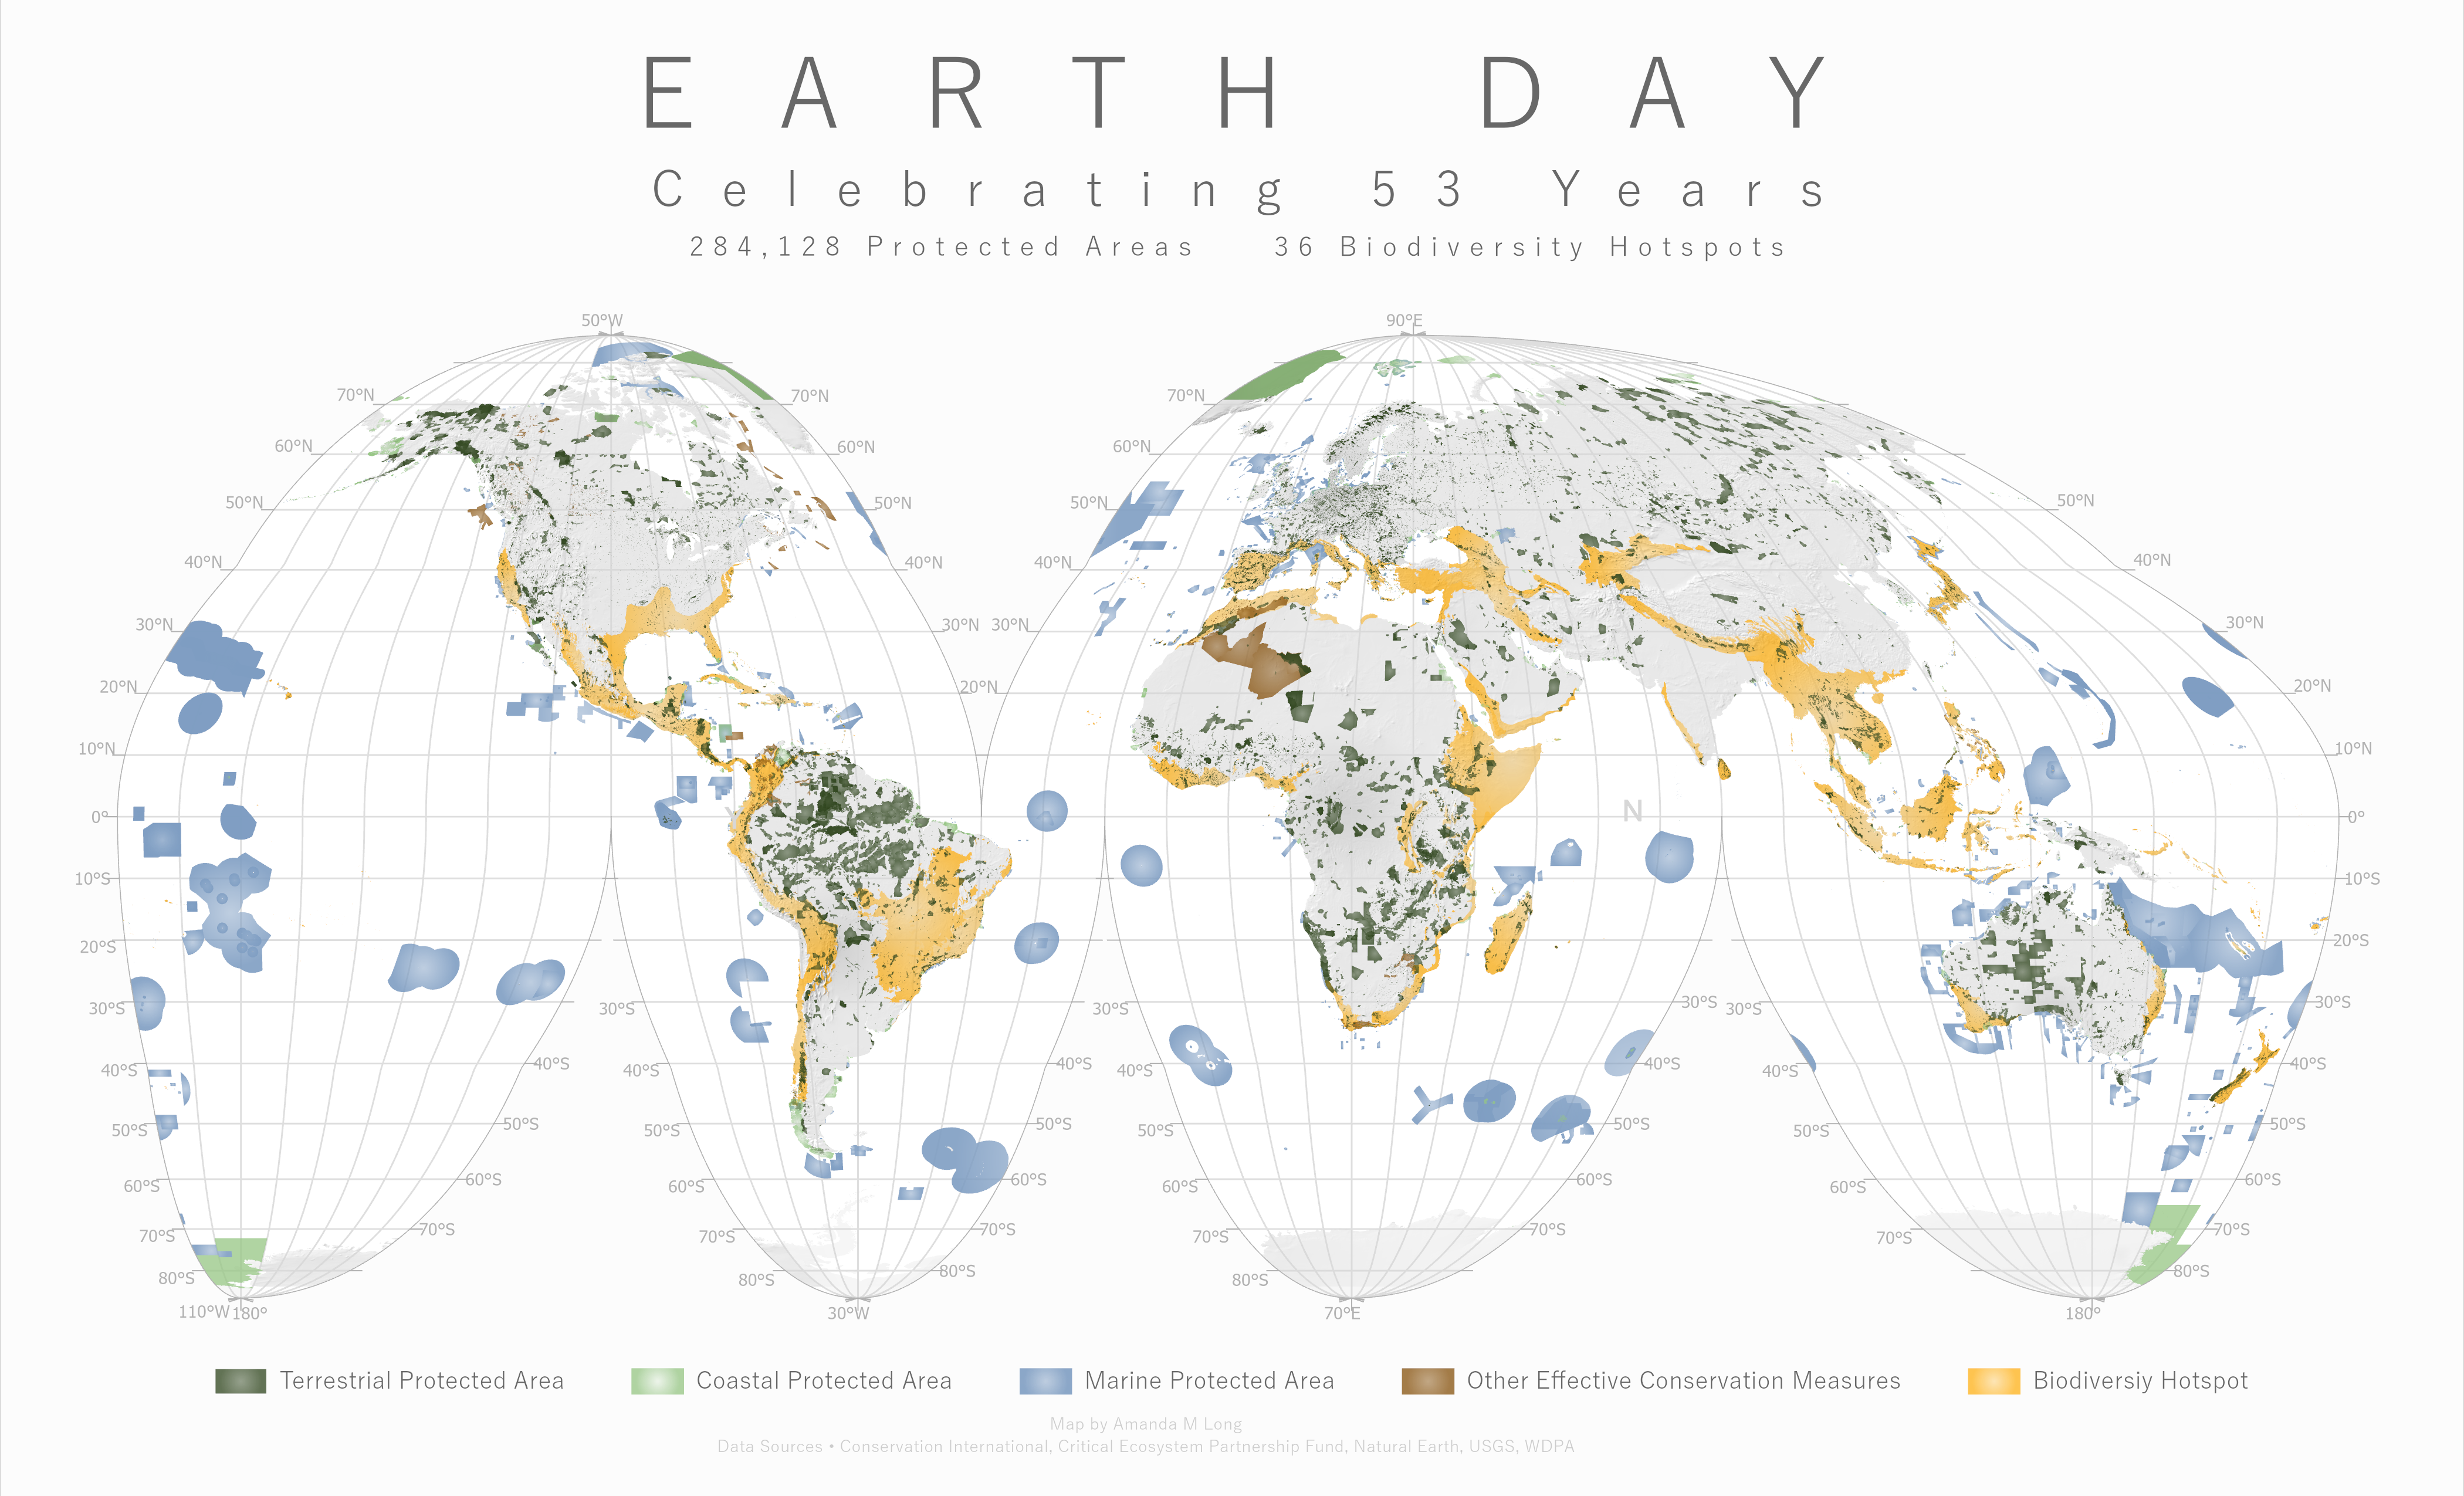 EARTH DAY
Celebrating 53 Years
284,128 Protected Areas 36 Biodiversity Hotspots
50°W 90°E
70°N 70°N 70°N
60°N 60°N 60°N
50°N 50°N 50°N 50°N
40°N 40°N 40°N 40°N
30°N 30°N 30°N 30°N
20°N 20°N 20°N
10°N 10°N
0° N 0°
10°S 10°S
20°S 20°S
30°S 30°S 30°S 30°S 30°S 30°S
40°S 40°S 40°S 40°S 40°S 40°S 40°S 40°S
50°S 50°S 50°S 50°S 50°S 50°S 50°S 50°S
60°S 60°S 60°S 60°S 60°S 60°S 60°S 60°S
70°S 70°S 70°S 70°S 70°S 70°S 70°S 70°S
80°S 80°S 80°S 80°S 80°S
110°W 180° 30°W 70°E 180°
Terrestrial Protected Area Coastal Protected Area Marine Protected Area Other Effective Conservation Measures Biodiversiy Hotspot
Map by Amanda M Long
Data Sources • Conservation International, Critical Ecosystem Partnership Fund, Natural Earth, USGS, WDPA